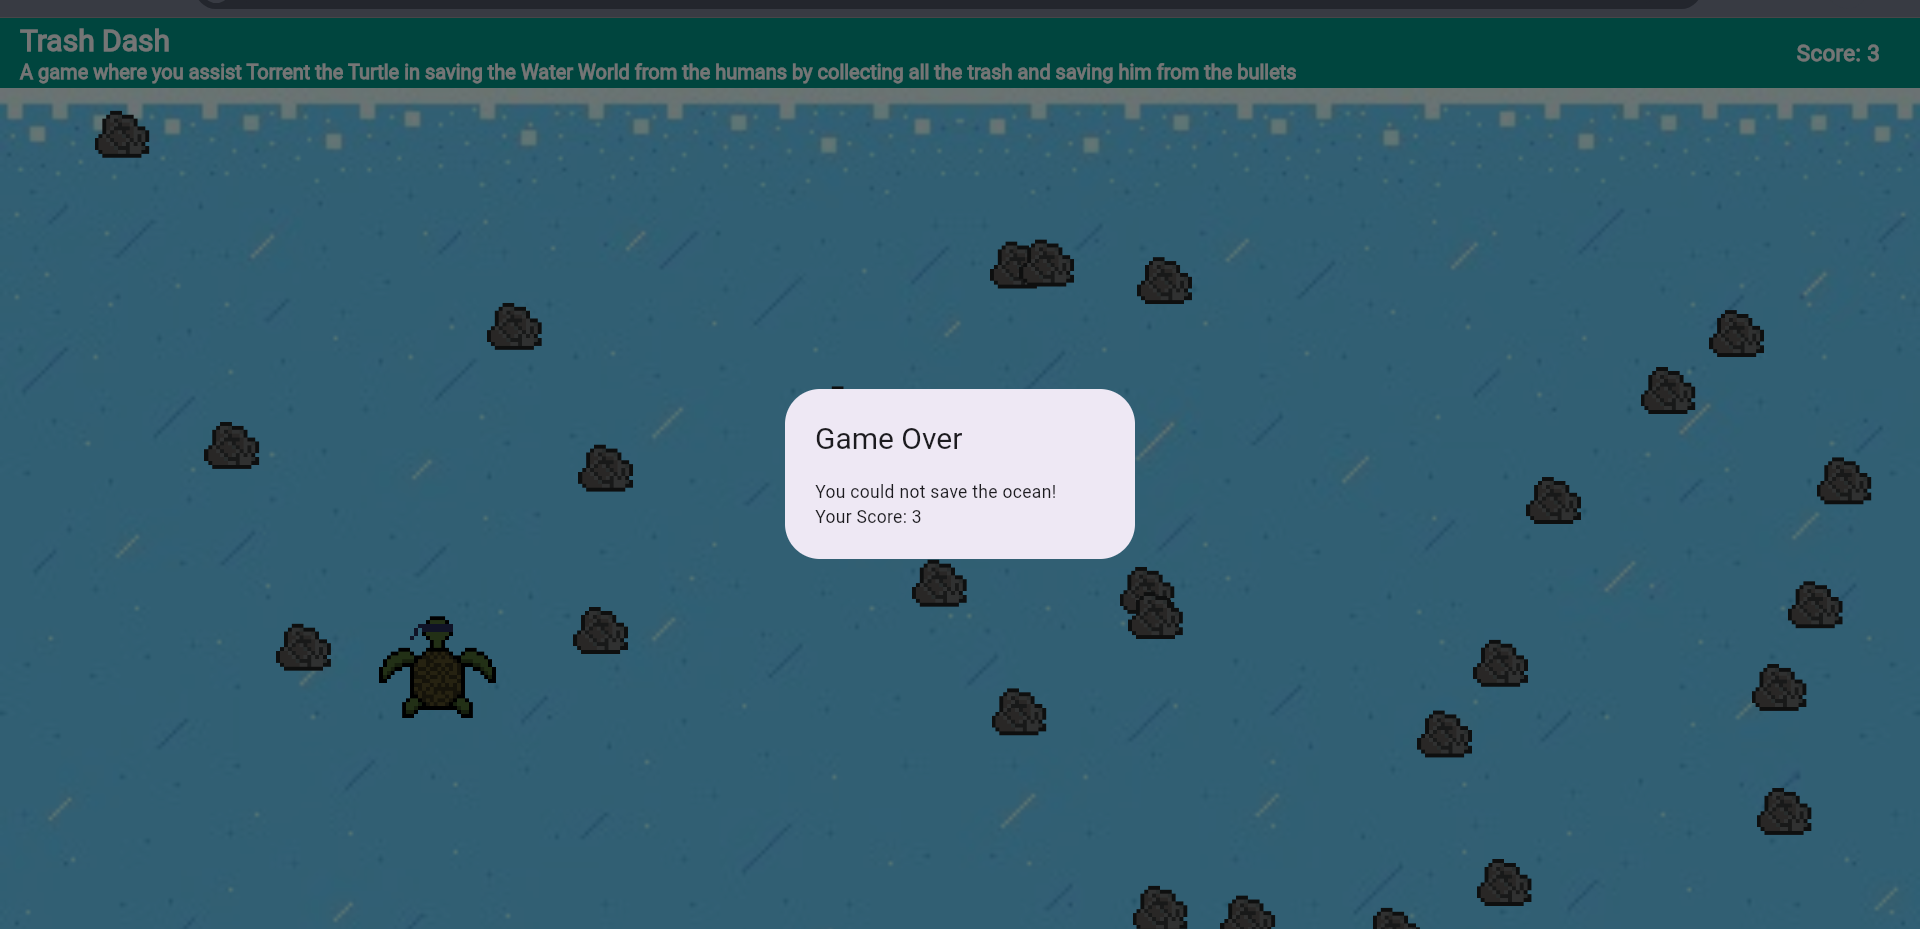 Trash Dash
A game where you assist Torrent the Turtle in saving the Water World from the humans by collecting all the trash and saving him from the bullets
Score: 3
Game Over
You could not save the ocean!
Your Score: 3